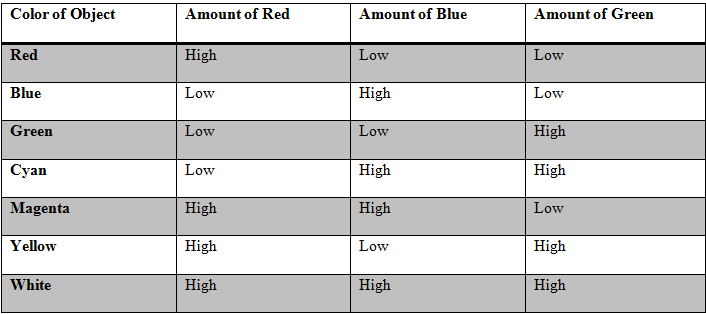 Color of Object Amount of Red Amount of Blue Amount of Green
Red High Low Low
Blue Low High Low
Green Low Low High
Cyan Low High High
Magenta High High Low
Yellow High Low High
White High High High